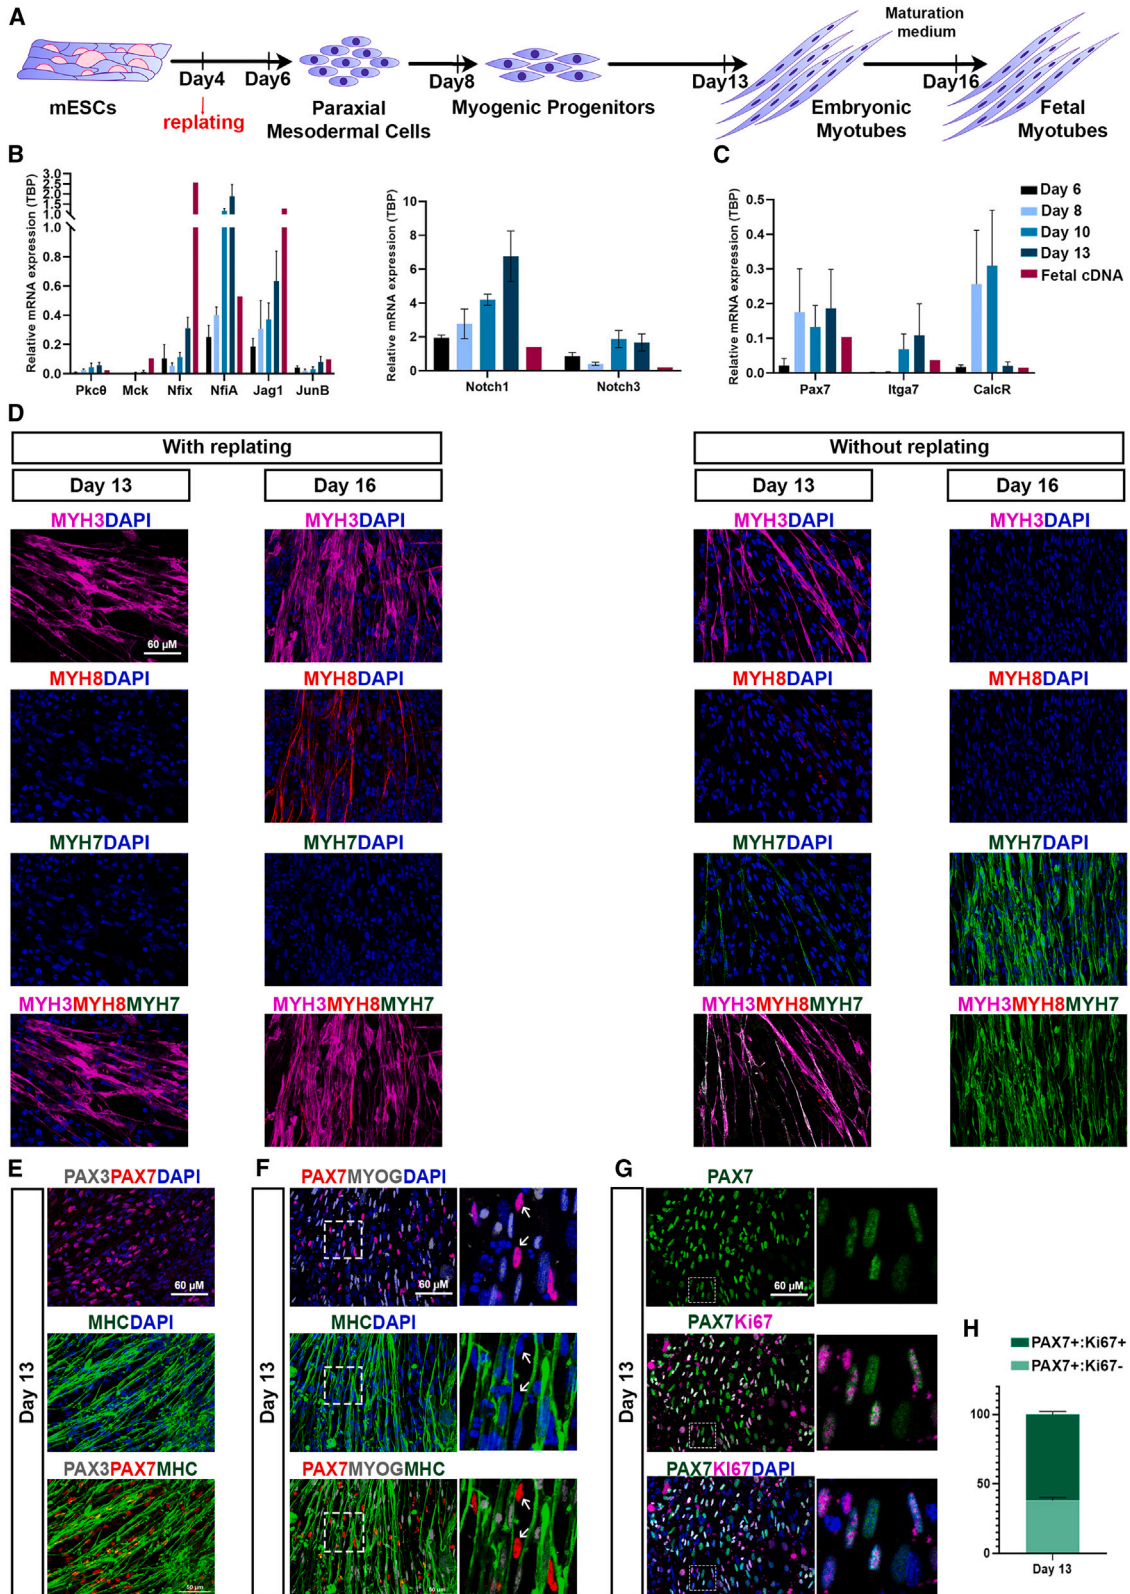 A
mESCs
Day4
replating
Day6
Paraxial
Mesodermal Cells
Day8
Myogenic Progenitors
Day13
Embryonic
Myotubes
Maturation
medium
Day16
Fetal
Myotubes
B
Relative mRNA expression (TBP)
3.0
2.5
2.0
1.5
1.0
1.0
0.8
0.6
0.4
0.2
0.0
Pkcθ Mck Nfix NfiA Jag1 JunB
Relative mRNA expression (TBP)
10
8
6
4
2
0
Notch1 Notch3
C
Relative mRNA expression (TBP)
0.5
0.4
0.3
0.2
0.1
0.0
Pax7 Itga7 CalcR
Day 6
Day 8
Day 10
Day 13
Fetal cDNA
D
With replating
Without replating
Day 13 Day 16 Day 13 Day 16
MYH3DAPI MYH3DAPI MYH3DAPI MYH3DAPI
60 µM
MYH8DAPI MYH8DAPI MYH8DAPI MYH8DAPI
MYH7DAPI MYH7DAPI MYH7DAPI MYH7DAPI
MYH3MYH8MYH7 MYH3MYH8MYH7 MYH3MYH8MYH7 MYH3MYH8MYH7
E
Day 13
PAX3PAX7DAPI
60 µM
MHCDAPI
PAX3PAX7MHC
50 µM
F
Day 13
PAX7MYOGDAPI
60 µM
MHCDAPI
PAX7MYOGMHC
50 µM
G
Day 13
PAX7
60 µM
PAX7Ki67
PAX7KI67DAPI
H
PAX7+:Ki67+
PAX7+:Ki67-
100
50
0
Day 13